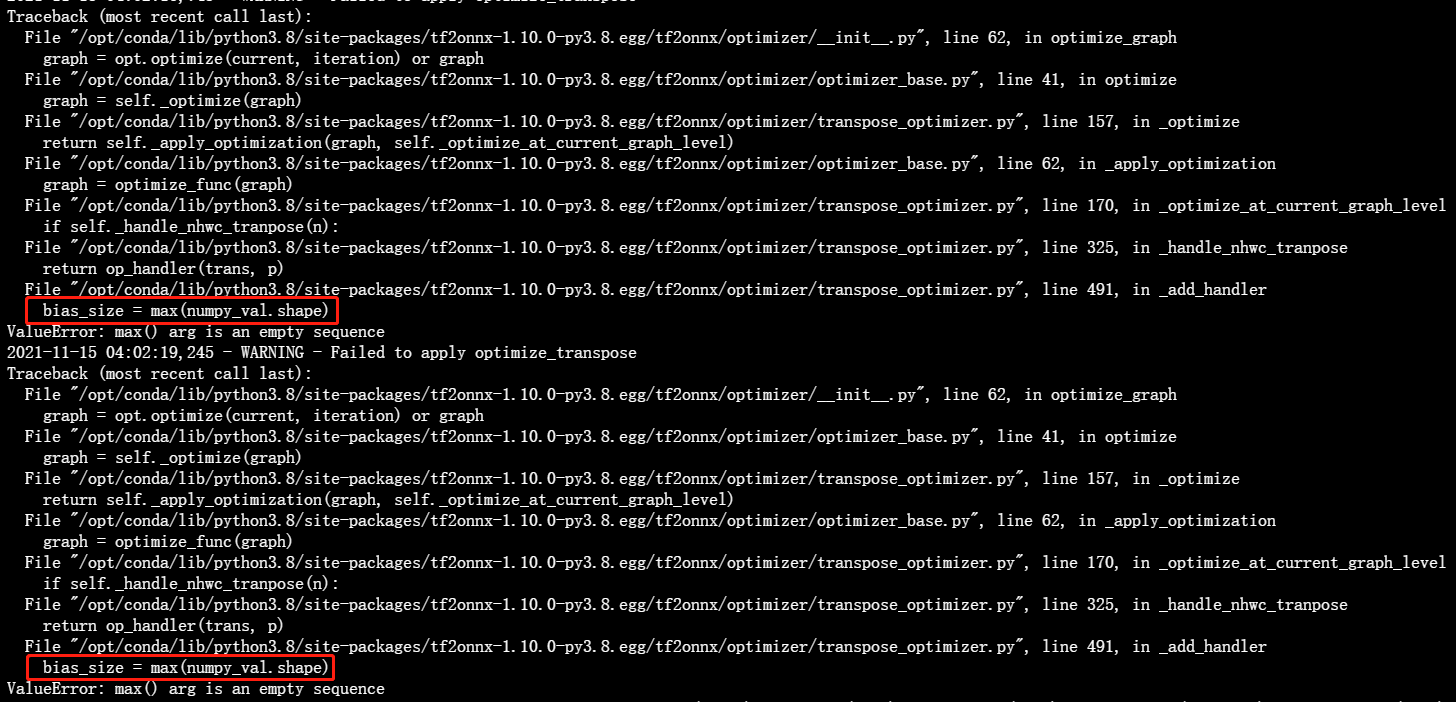 Traceback (most recent call last):
  File "/opt/conda/lib/python3.8/site-packages/tf2onnx-1.10.0-py3.8.egg/tf2onnx/optimizer/__init__.py", line 62, in optimize_graph
    graph = opt.optimize(current, iteration) or graph
  File "/opt/conda/lib/python3.8/site-packages/tf2onnx-1.10.0-py3.8.egg/tf2onnx/optimizer/optimizer_base.py", line 41, in optimize
    graph = self._optimize(graph)
  File "/opt/conda/lib/python3.8/site-packages/tf2onnx-1.10.0-py3.8.egg/tf2onnx/optimizer/transpose_optimizer.py", line 157, in _optimize
    return self._apply_optimization(graph, self._optimize_at_current_graph_level)
  File "/opt/conda/lib/python3.8/site-packages/tf2onnx-1.10.0-py3.8.egg/tf2onnx/optimizer/optimizer_base.py", line 62, in _apply_optimization
    graph = optimize_func(graph)
  File "/opt/conda/lib/python3.8/site-packages/tf2onnx-1.10.0-py3.8.egg/tf2onnx/optimizer/transpose_optimizer.py", line 170, in _optimize_at_current_graph_level
    if self._handle_nhwc_tranpose(n):
  File "/opt/conda/lib/python3.8/site-packages/tf2onnx-1.10.0-py3.8.egg/tf2onnx/optimizer/transpose_optimizer.py", line 325, in _handle_nhwc_tranpose
    return op_handler(trans, p)
  File "/opt/conda/lib/python3.8/site-packages/tf2onnx-1.10.0-py3.8.egg/tf2onnx/optimizer/transpose_optimizer.py", line 491, in _add_handler
    bias_size = max(numpy_val.shape)
ValueError: max() arg is an empty sequence
2021-11-15 04:02:19,245 - WARNING - Failed to apply optimize_transpose
Traceback (most recent call last):
  File "/opt/conda/lib/python3.8/site-packages/tf2onnx-1.10.0-py3.8.egg/tf2onnx/optimizer/__init__.py", line 62, in optimize_graph
    graph = opt.optimize(current, iteration) or graph
  File "/opt/conda/lib/python3.8/site-packages/tf2onnx-1.10.0-py3.8.egg/tf2onnx/optimizer/optimizer_base.py", line 41, in optimize
    graph = self._optimize(graph)
  File "/opt/conda/lib/python3.8/site-packages/tf2onnx-1.10.0-py3.8.egg/tf2onnx/optimizer/transpose_optimizer.py", line 157, in _optimize
    return self._apply_optimization(graph, self._optimize_at_current_graph_level)
  File "/opt/conda/lib/python3.8/site-packages/tf2onnx-1.10.0-py3.8.egg/tf2onnx/optimizer/optimizer_base.py", line 62, in _apply_optimization
    graph = optimize_func(graph)
  File "/opt/conda/lib/python3.8/site-packages/tf2onnx-1.10.0-py3.8.egg/tf2onnx/optimizer/transpose_optimizer.py", line 170, in _optimize_at_current_graph_level
    if self._handle_nhwc_tranpose(n):
  File "/opt/conda/lib/python3.8/site-packages/tf2onnx-1.10.0-py3.8.egg/tf2onnx/optimizer/transpose_optimizer.py", line 325, in _handle_nhwc_tranpose
    return op_handler(trans, p)
  File "/opt/conda/lib/python3.8/site-packages/tf2onnx-1.10.0-py3.8.egg/tf2onnx/optimizer/transpose_optimizer.py", line 491, in _add_handler
    bias_size = max(numpy_val.shape)
ValueError: max() arg is an empty sequence